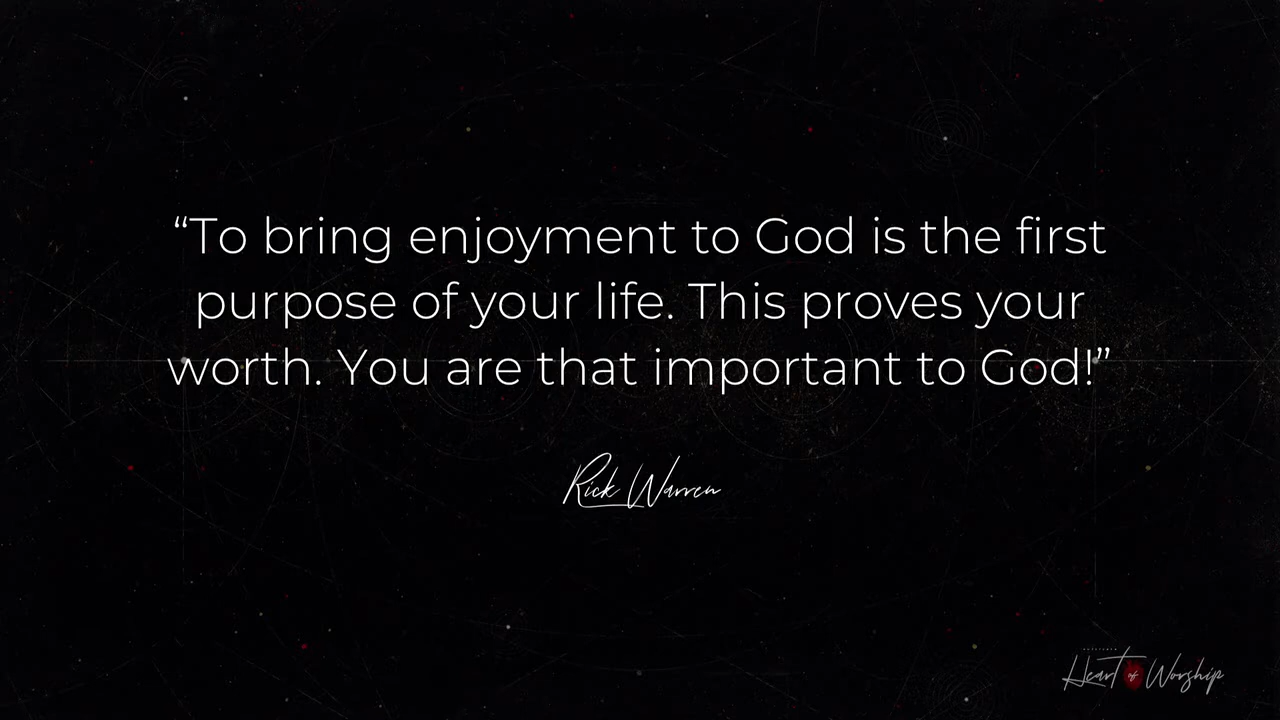 “To bring enjoyment to God is the first
purpose of your life. This proves your
worth. You are that important to God!”
Rick Warren
Heart of Worship